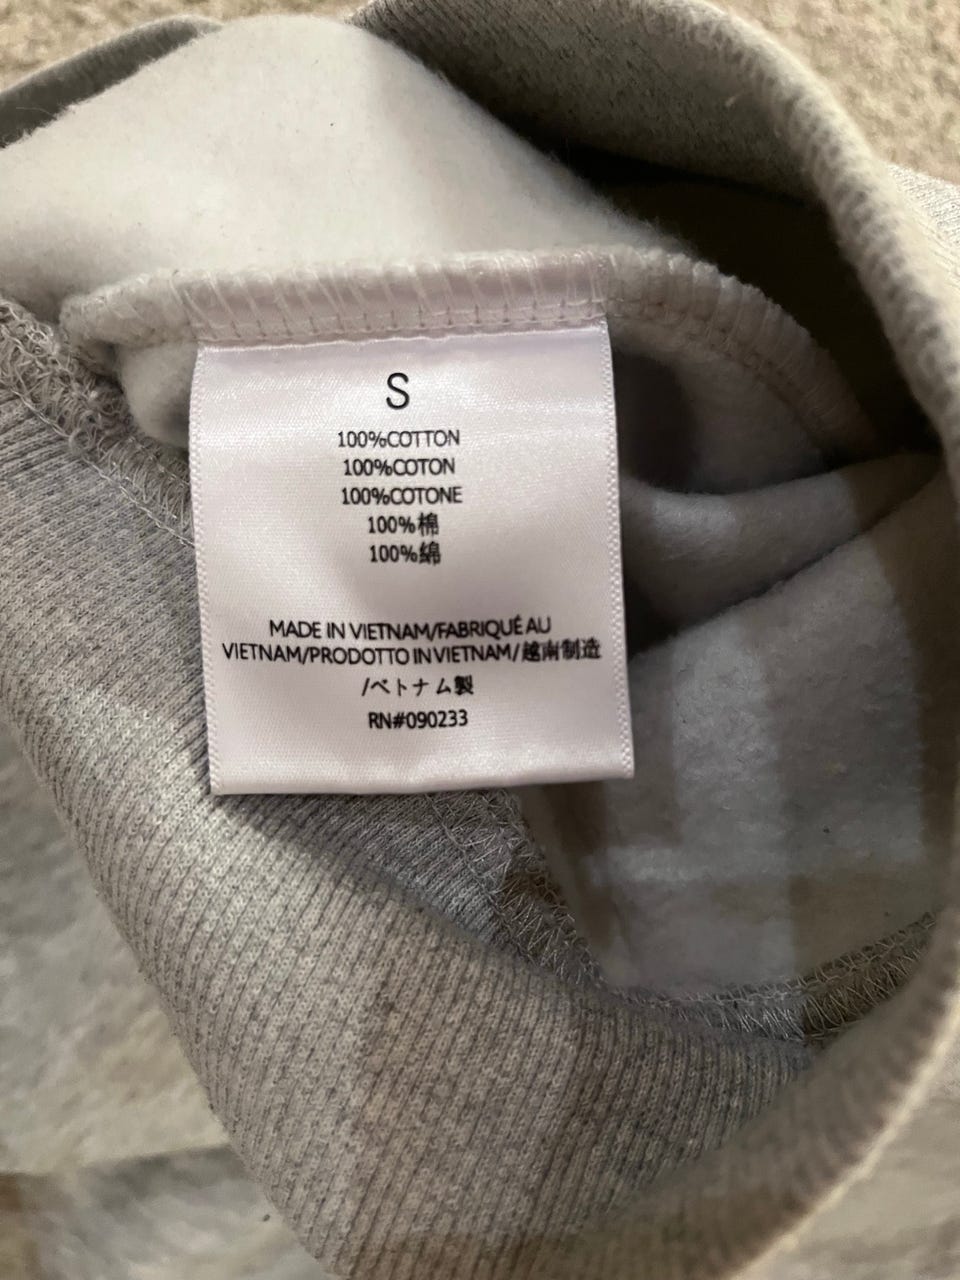 S
100%COTTON
100%COTON
100%COTONE
100%棉
100%綿
MADE IN VIETNAM/FABRIQUÉ AU
VIETNAM/PRODOTTO IN VIETNAM/越南制造
/ベトナム製
RN#090233